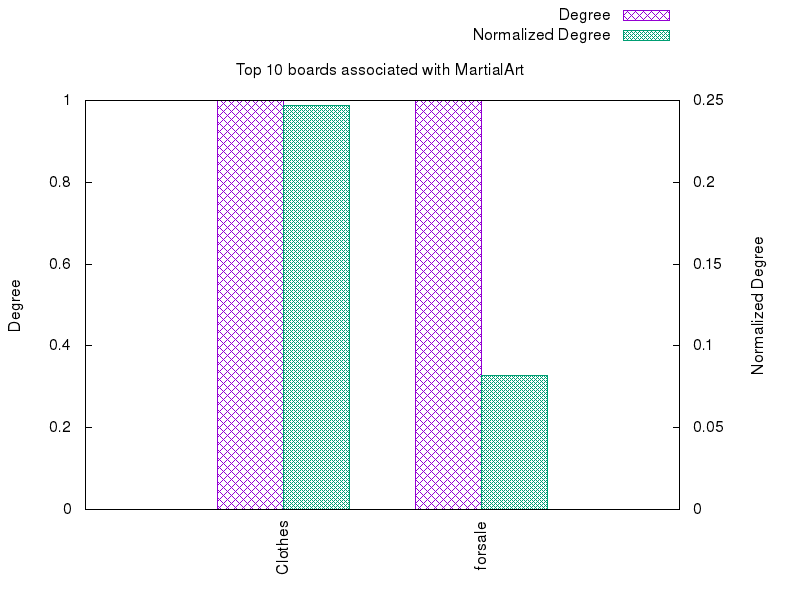 Degree
Normalized Degree
Top 10 boards associated with MartialArt
1
0.8
0.6
0.4
0.2
0
Degree
0.25
0.2
0.15
0.1
0.05
0
Normalized Degree
Clothes
forsale